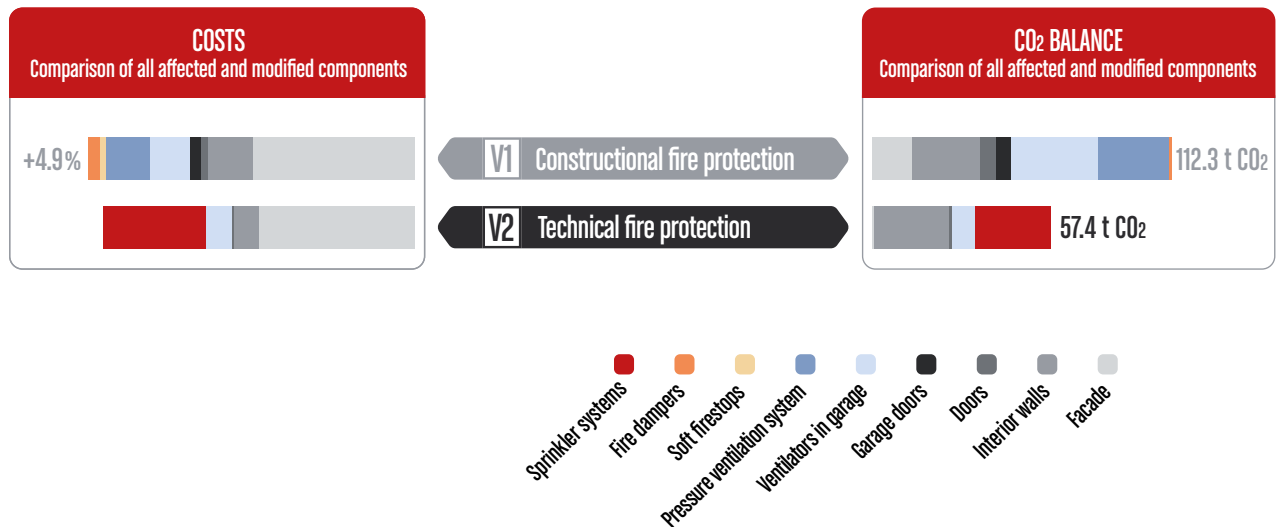 COSTS
Comparison of all affected and modified components
CO₂ BALANCE
Comparison of all affected and modified components
+4.9%
V1 Constructional fire protection
112.3 t CO₂
V2 Technical fire protection
57.4 t CO₂
Sprinkler systems
Fire dampers
Soft firestops
Pressure ventilation system
Ventilators in garage
Garage doors
Doors
Interior walls
Facade